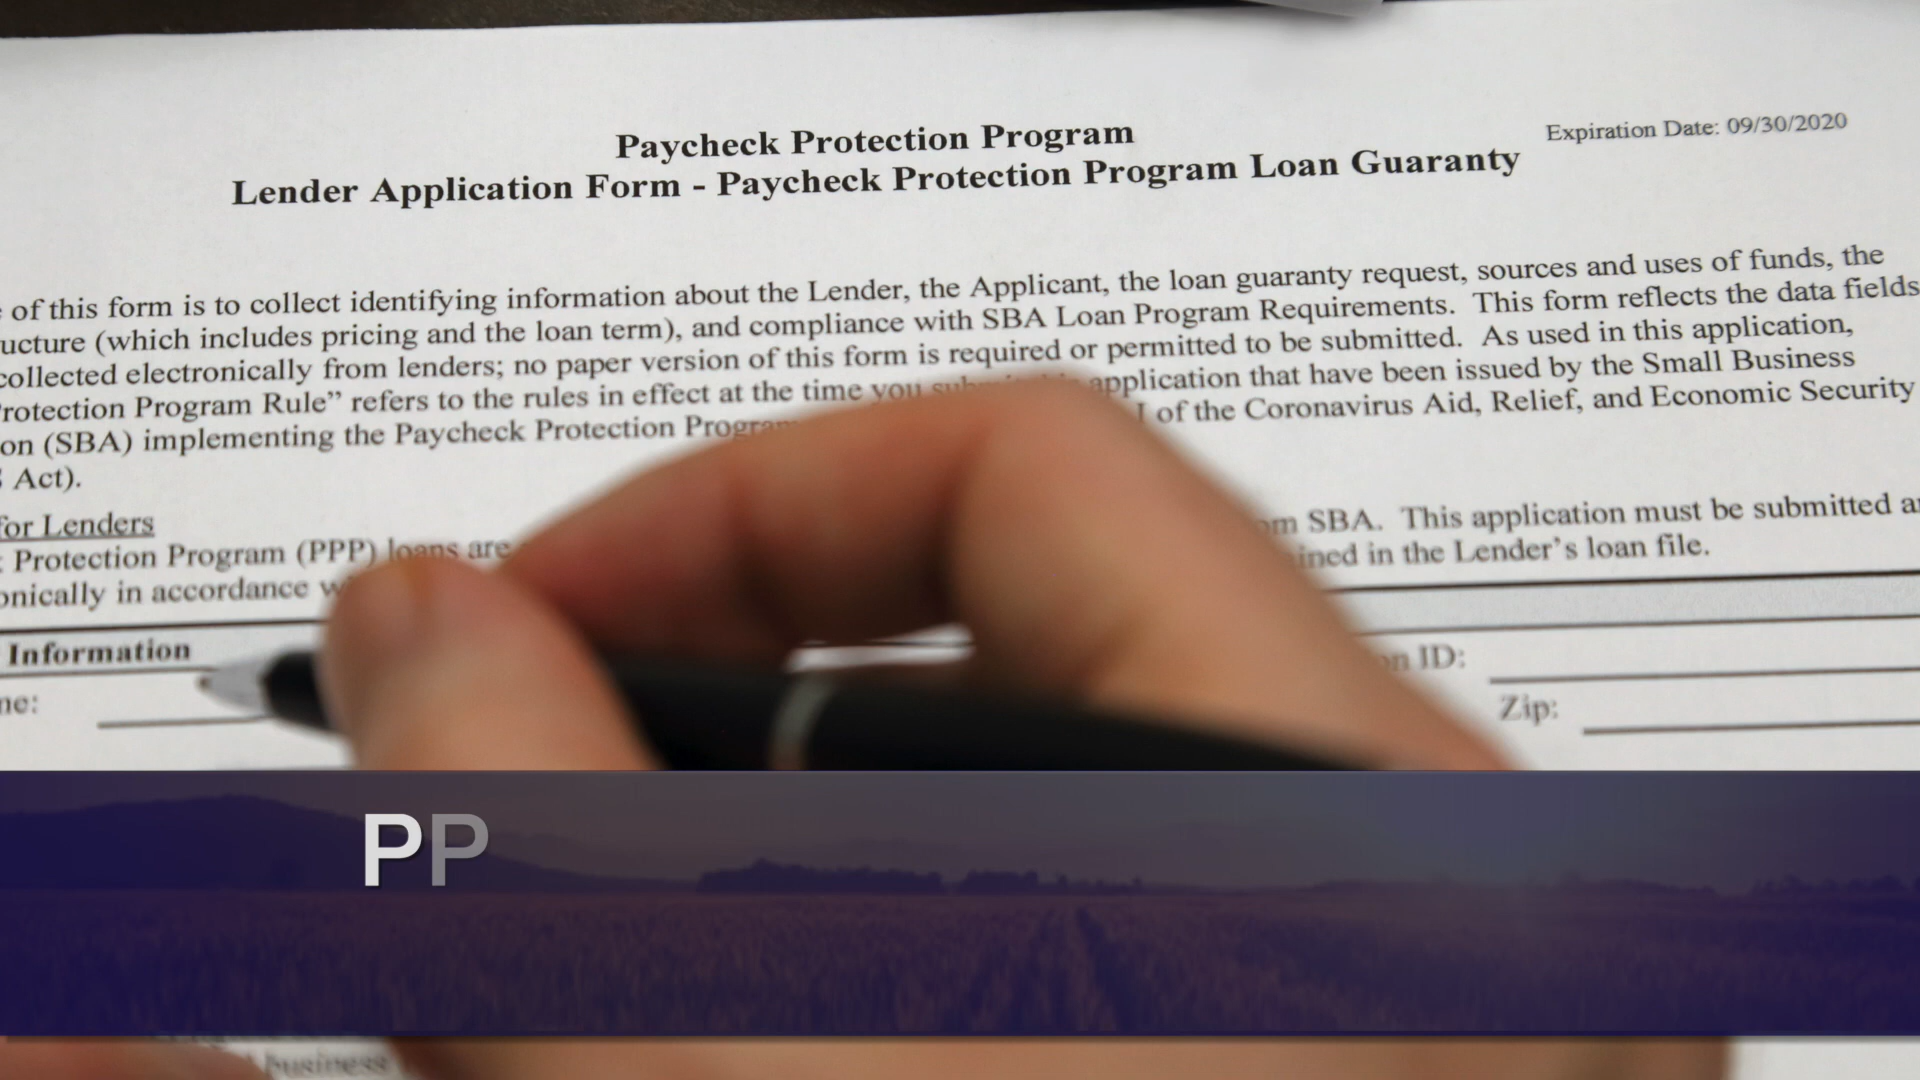 Expiration Date: 09/30/2020
Paycheck Protection Program
Lender Application Form - Paycheck Protection Program Loan Guaranty
of this form is to collect identifying information about the Lender, the Applicant, the loan guaranty request, sources and uses of funds, the
ucture (which includes pricing and the loan term), and compliance with SBA Loan Program Requirements. This form reflects the data fields
collected electronically from lenders; no paper version of this form is required or permitted to be submitted. As used in this application,
rotection Program Rule” refers to the rules in effect at the time you application that have been issued by the Small Business
on (SBA) implementing the Paycheck Protection Program of the Coronavirus Aid, Relief, and Economic Security
Act).
for Lenders
Protection Program (PPP) loans are om SBA. This application must be submitted
onically in accordance ined in the Lender’s loan file.
Information
ne: on ID:
Zip:
PP
business